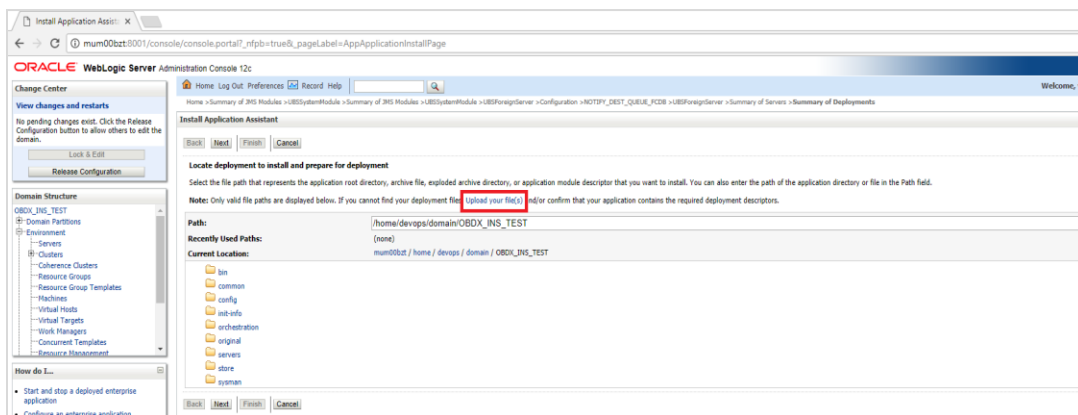 Install Application Assist
mum00bzt:8001/console/console.portal?_nfpb=true&_pageLabel=AppApplicationInstallPage
ORACLE WebLogic Server Administration Console 12c
Change Center
View changes and restarts
No pending changes exist. Click the Release
Configuration button to allow others to edit the
domain.
Lock & Edit
Release Configuration
Domain Structure
OBDX_INS_TEST
Domain Partitions
Environment
Servers
Clusters
Coherence Clusters
Resource Groups
Resource Group Templates
Machines
Virtual Hosts
Virtual Targets
Work Managers
Concurrent Templates
Resource Management
How do I...
Start and stop a deployed enterprise
application
Configure an enterprise application
Home Log Out Preferences Record Help
Welcome,
Home >Summary of JMS Modules >UBSSystemModule >Summary of JMS Modules >UBSSystemModule >UBSForeignServer >Configuration >NOTIFY_DEST_QUEUE_FCDB >UBSForeignServer >Summary of Servers >Summary of Deployments
Install Application Assistant
Back Next Finish Cancel
Locate deployment to install and prepare for deployment
Select the file path that represents the application root directory, archive file, exploded archive directory, or application module descriptor that you want to install. You can also enter the path of the application directory or file in the Path field.
Note: Only valid file paths are displayed below. If you cannot find your deployment files, Upload your file(s) and/or confirm that your application contains the required deployment descriptors.
Path: /home/devops/domain/OBDX_INS_TEST
Recently Used Paths: (none)
Current Location: mum00bzt / home / devops / domain / OBDX_INS_TEST
bin
common
config
init-info
orchestration
original
servers
store
sysman
Back Next Finish Cancel